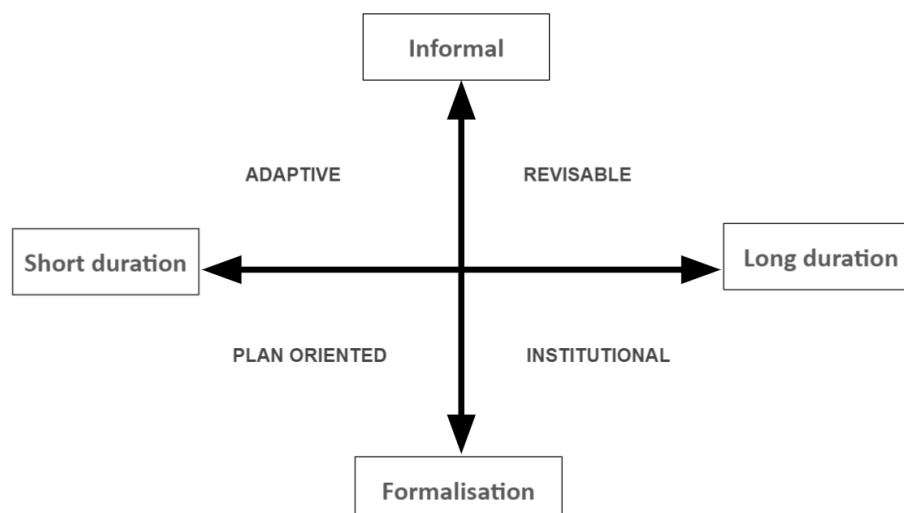 Informal
ADAPTIVE
REVISABLE
Short duration
Long duration
PLAN ORIENTED
INSTITUTIONAL
Formalisation